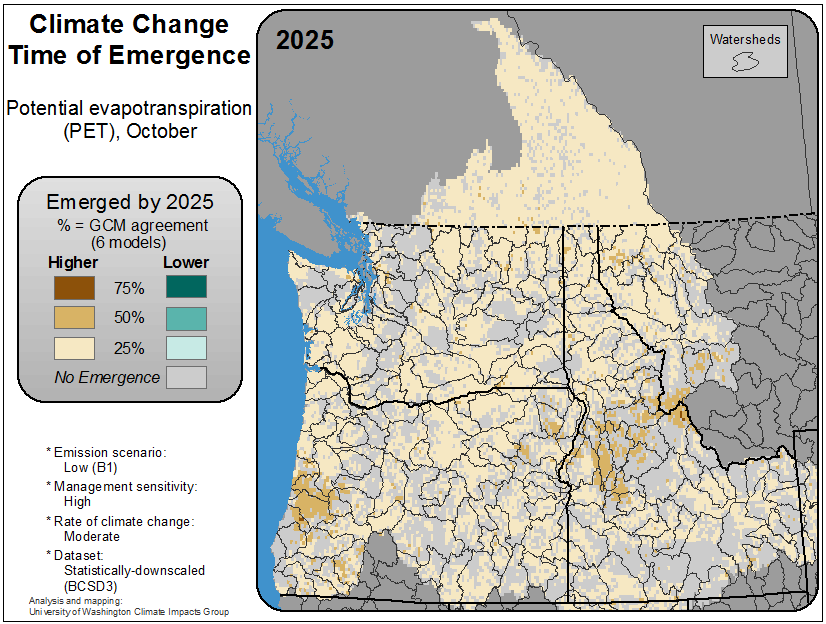 Climate Change
Time of Emergence
Potential evapotranspiration
(PET), October
Emerged by 2025
% = GCM agreement
(6 models)
Higher Lower
75%
50%
25%
No Emergence
* Emission scenario:
Low (B1)
* Management sensitivity:
High
* Rate of climate change:
Moderate
* Dataset:
Statistically-downscaled
(BCSD3)
Analysis and mapping:
University of Washington Climate Impacts Group
2025
Watersheds